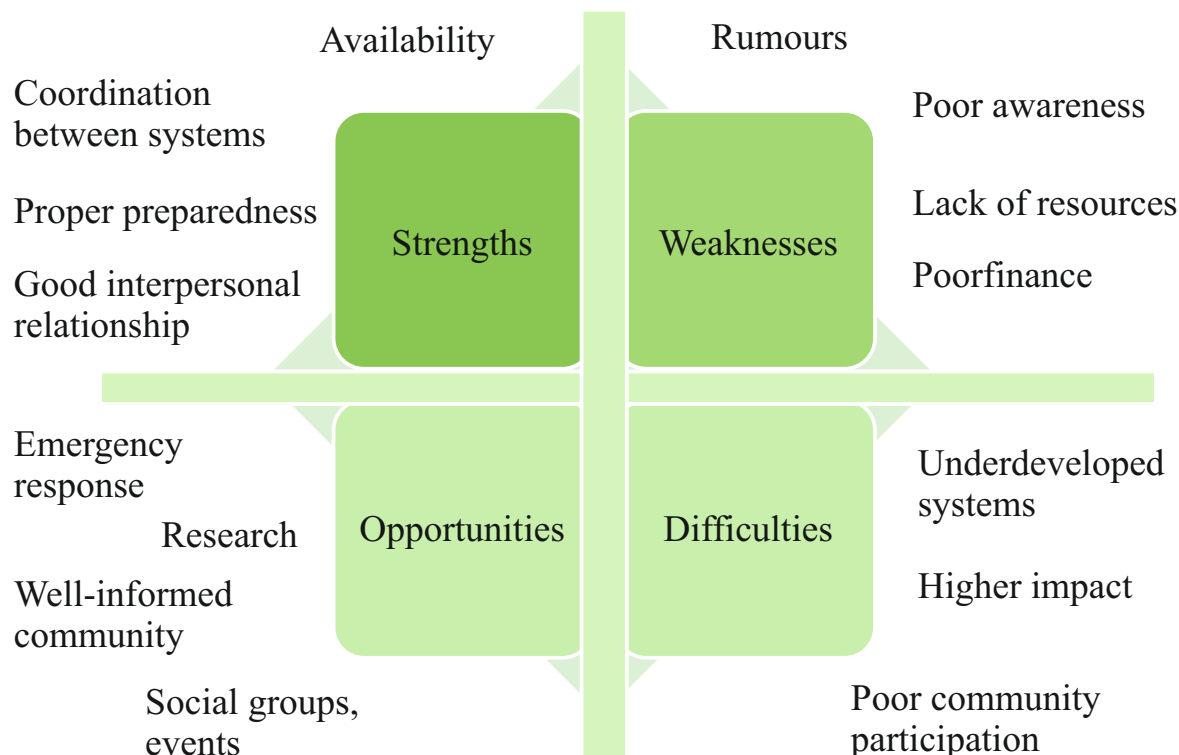 Availability
Coordination
between systems
Proper preparedness
Good interpersonal
relationship
Strengths
Rumours
Poor awareness
Lack of resources
Poorfinance
Weaknesses
Emergency
response
Research
Well-informed
community
Social groups,
events
Opportunities
Difficulties
Underdeveloped
systems
Higher impact
Poor community
participation